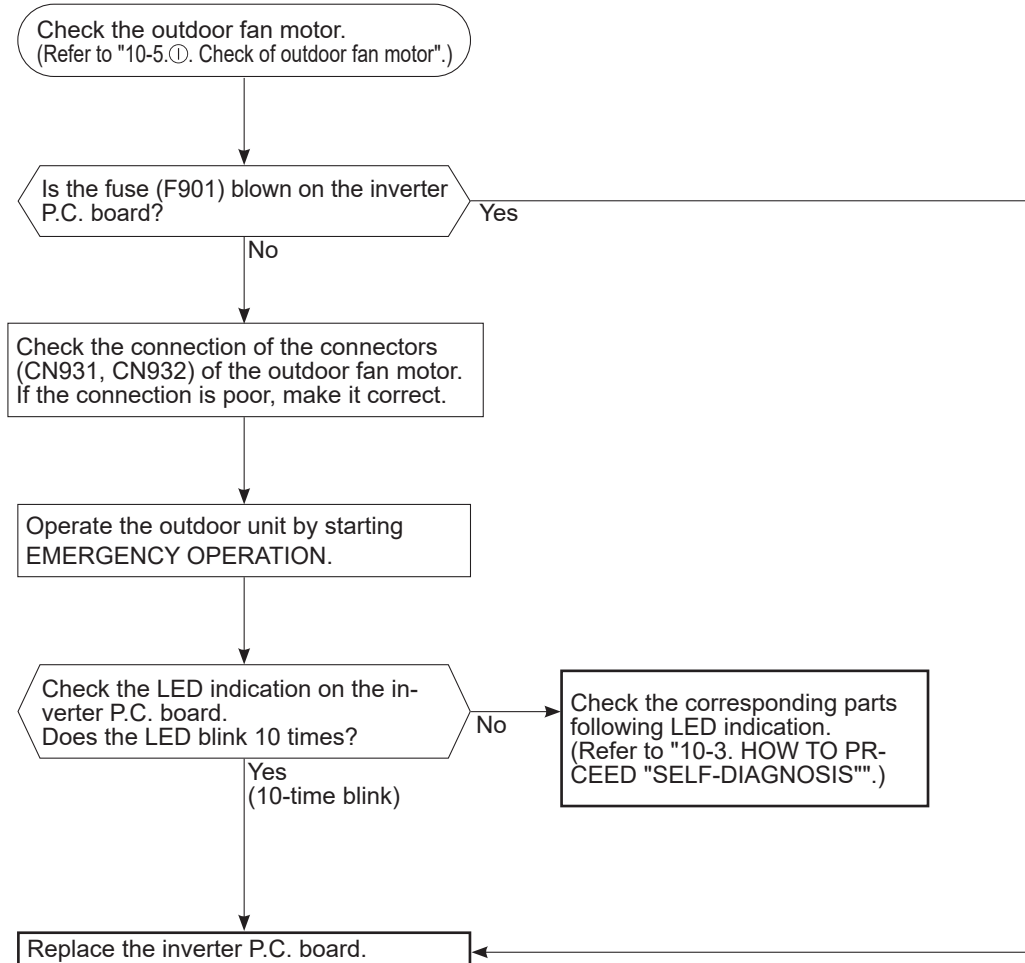 Check the outdoor fan motor.
(Refer to "10-5.Ⓘ. Check of outdoor fan motor".)
Is the fuse (F901) blown on the inverter
P.C. board?
Yes
No
Check the connection of the connectors
(CN931, CN932) of the outdoor fan motor.
If the connection is poor, make it correct.
Operate the outdoor unit by starting
EMERGENCY OPERATION.
Check the LED indication on the in-
verter P.C. board.
Does the LED blink 10 times?
No
Check the corresponding parts
following LED indication.
(Refer to "10-3. HOW TO PR-
CEED "SELF-DIAGNOSIS"".)
Yes
(10-time blink)
Replace the inverter P.C. board.